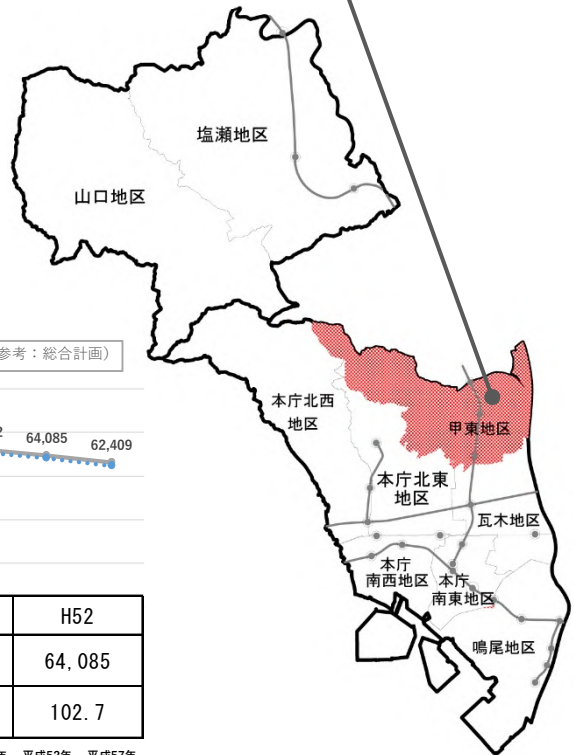 塩瀬地区
山口地区
参考：総合計画）
本庁北西
地区
甲東地区
64,085
62,409
本庁北東
地区
瓦木地区
本庁
南西地区
本庁
南東地区
鳴尾地区
H52
64,085
102.7